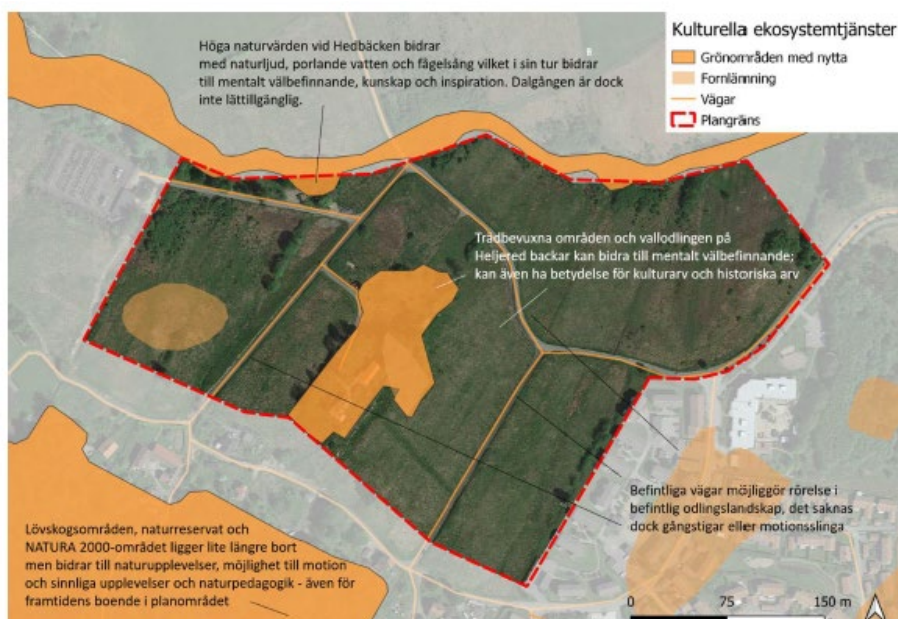 Höga naturvärden vid Hedbäcken bidrar
med naturljud, porlande vatten och fågelsång vilket i sin tur bidrar
till mentalt välbefinnande, kunskap och inspiration. Dalgången är dock
inte lättillgänglig.
Kulturella ekosystemtjänster
Grönområden med nytta
Fornlämning
Vägar
Plangräns
Trädbevuxna områden och vallodlingen på
Heljered backar kan bidra till mentalt välbefinnande;
kan även ha betydelse för kulturarv och historiska arv
Befintliga vägar möjliggör rörelse i
befintlig odlingslandskap, det saknas
dock gångstigar eller motionsslinga
Lövskogsområden, naturreservat och
NATURA 2000-området ligger lite längre bort
men bidrar till naturupplevelser, möjlighet till motion
och sinnliga upplevelser och naturpedagogik - även för
framtidens boende i planområdet
0 75 150 m